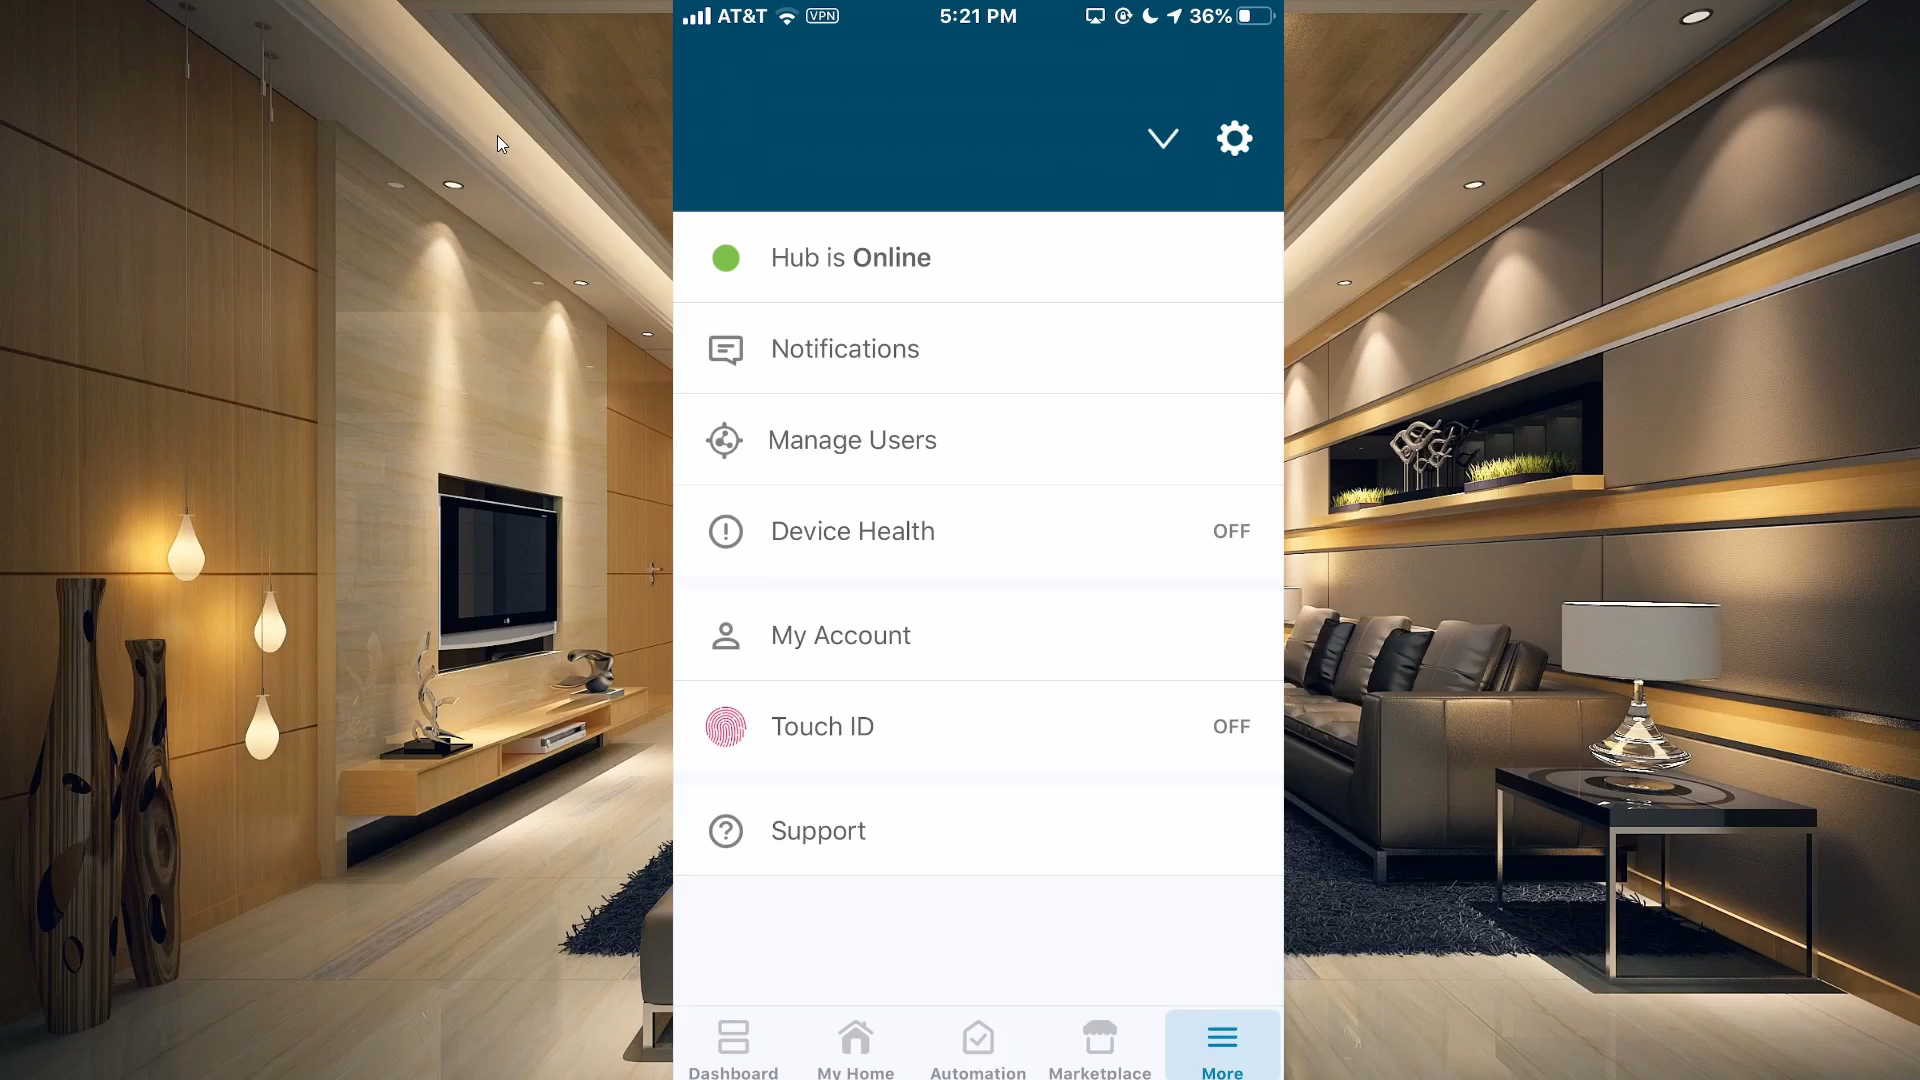 AT&T VPN 5:21 PM 36%
Hub is Online
Notifications
Manage Users
Device Health OFF
My Account
Touch ID OFF
Support
Dashboard My Home Automation Marketplace More